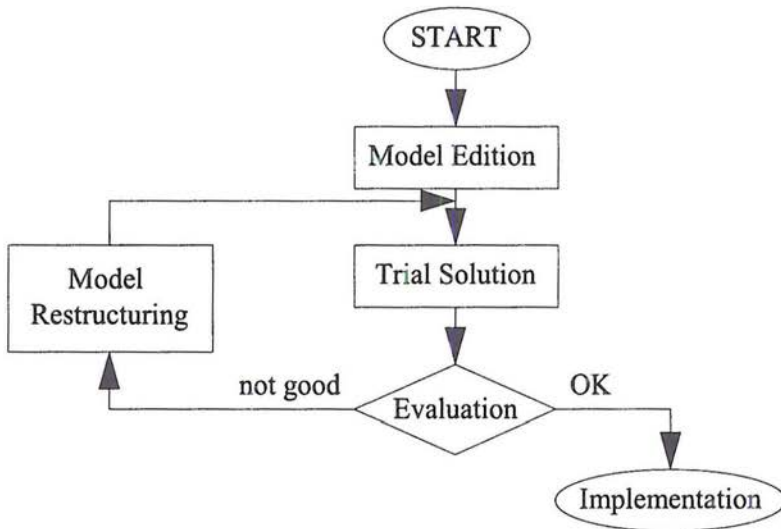 START
Model Edition
Trial Solution
Model
Restructuring
not good
Evaluation
OK
Implementation